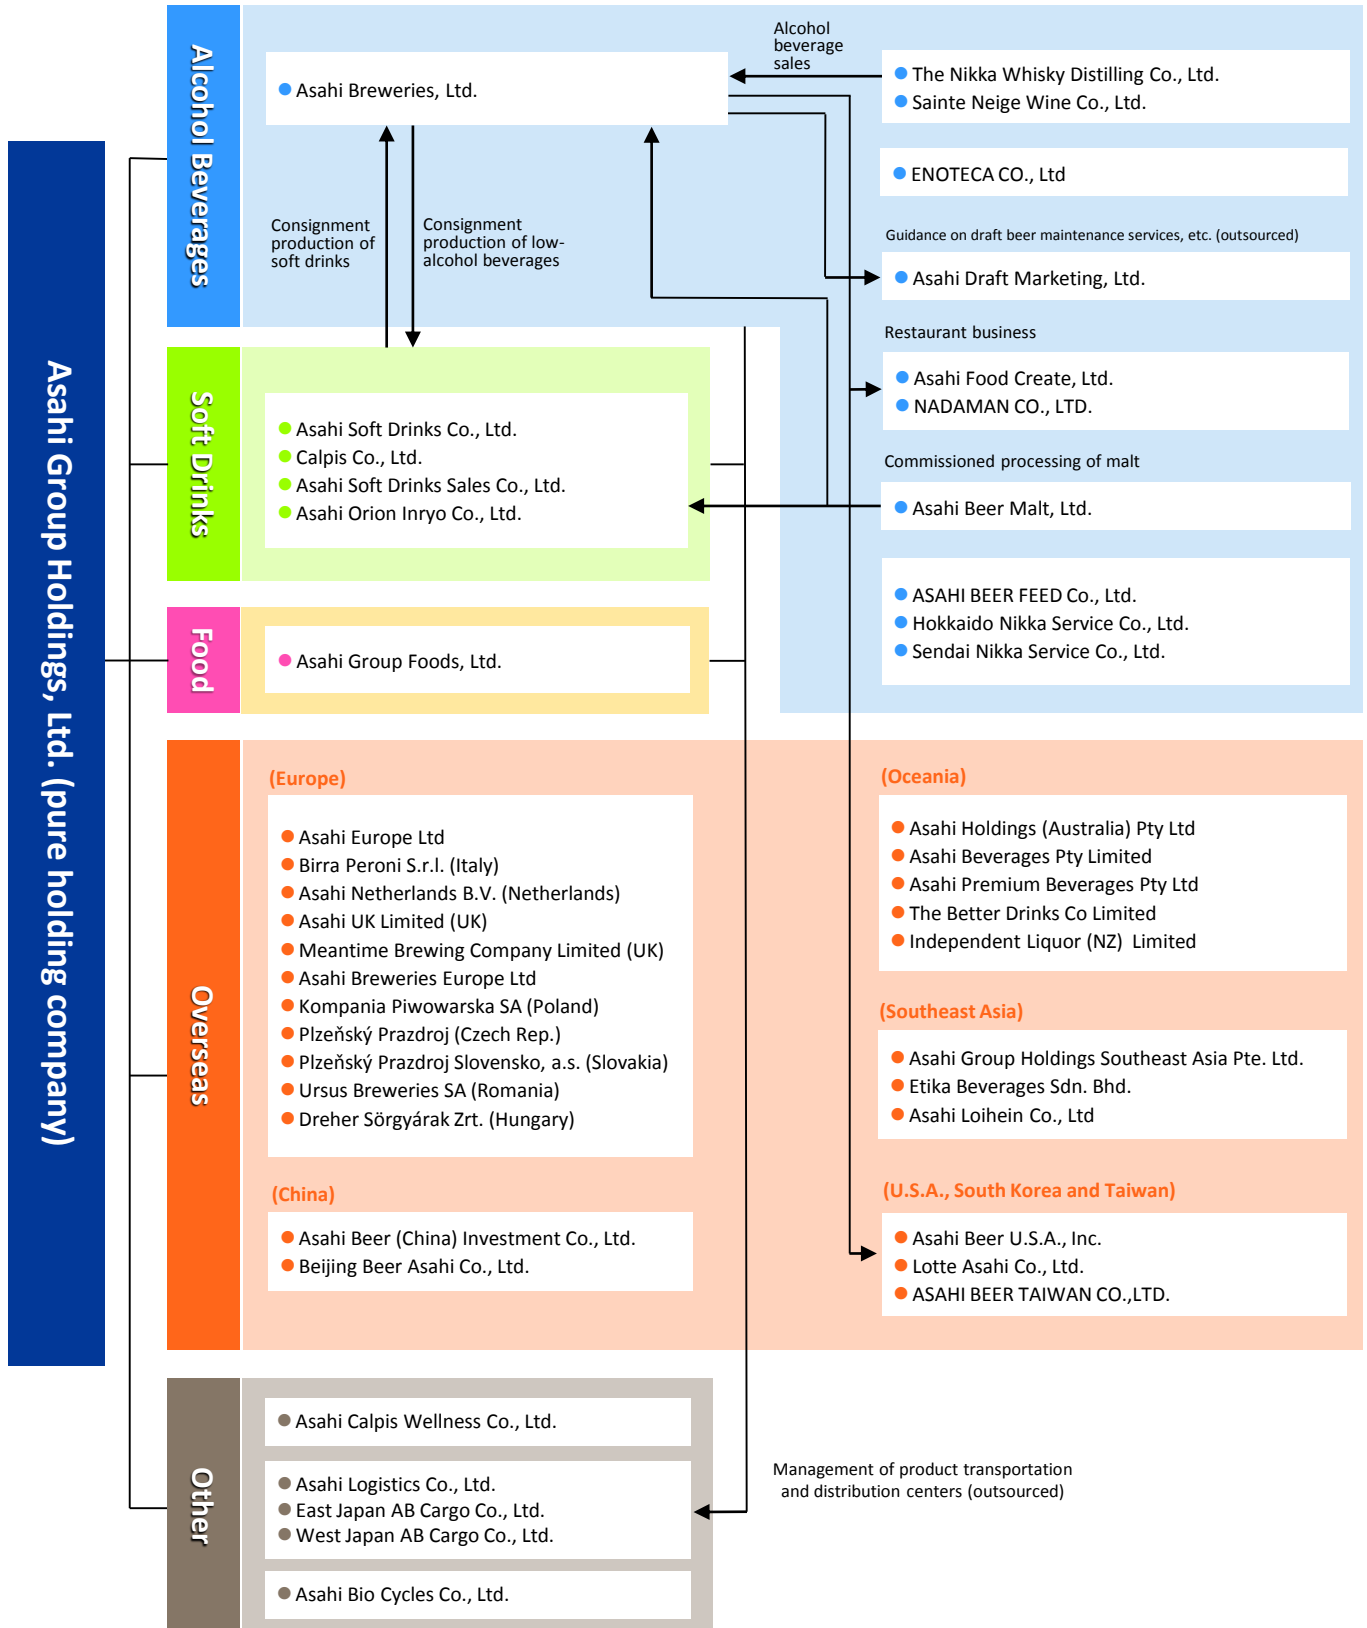 Asahi Group Holdings, Ltd. (pure holding company)
Alcohol Beverages
Asahi Breweries, Ltd.
Alcohol
beverage
sales
The Nikka Whisky Distilling Co., Ltd.
Sainte Neige Wine Co., Ltd.
ENOTECA CO., Ltd
Consignment
production of
soft drinks
Consignment
production of low-
alcohol beverages
Guidance on draft beer maintenance services, etc. (outsourced)
Asahi Draft Marketing, Ltd.
Restaurant business
Asahi Food Create, Ltd.
NADAMAN CO., LTD.
Commissioned processing of malt
Asahi Beer Malt, Ltd.
ASAHI BEER FEED Co., Ltd.
Hokkaido Nikka Service Co., Ltd.
Sendai Nikka Service Co., Ltd.
Soft Drinks
Asahi Soft Drinks Co., Ltd.
Calpis Co., Ltd.
Asahi Soft Drinks Sales Co., Ltd.
Asahi Orion Inryo Co., Ltd.
Food
Asahi Group Foods, Ltd.
Overseas
(Europe)
Asahi Europe Ltd
Birra Peroni S.r.l. (Italy)
Asahi Netherlands B.V. (Netherlands)
Asahi UK Limited (UK)
Meantime Brewing Company Limited (UK)
Asahi Breweries Europe Ltd
Kompania Piwowarska SA (Poland)
Plzeňský Prazdroj (Czech Rep.)
Plzeňský Prazdroj Slovensko, a.s. (Slovakia)
Ursus Breweries SA (Romania)
Dreher Sörgyárak Zrt. (Hungary)
(China)
Asahi Beer (China) Investment Co., Ltd.
Beijing Beer Asahi Co., Ltd.
(Oceania)
Asahi Holdings (Australia) Pty Ltd
Asahi Beverages Pty Limited
Asahi Premium Beverages Pty Ltd
The Better Drinks Co Limited
Independent Liquor (NZ) Limited
(Southeast Asia)
Asahi Group Holdings Southeast Asia Pte. Ltd.
Etika Beverages Sdn. Bhd.
Asahi Loihein Co., Ltd
(U.S.A., South Korea and Taiwan)
Asahi Beer U.S.A., Inc.
Lotte Asahi Co., Ltd.
ASAHI BEER TAIWAN CO.,LTD.
Other
Asahi Calpis Wellness Co., Ltd.
Asahi Logistics Co., Ltd.
East Japan AB Cargo Co., Ltd.
West Japan AB Cargo Co., Ltd.
Asahi Bio Cycles Co., Ltd.
Management of product transportation
and distribution centers (outsourced)